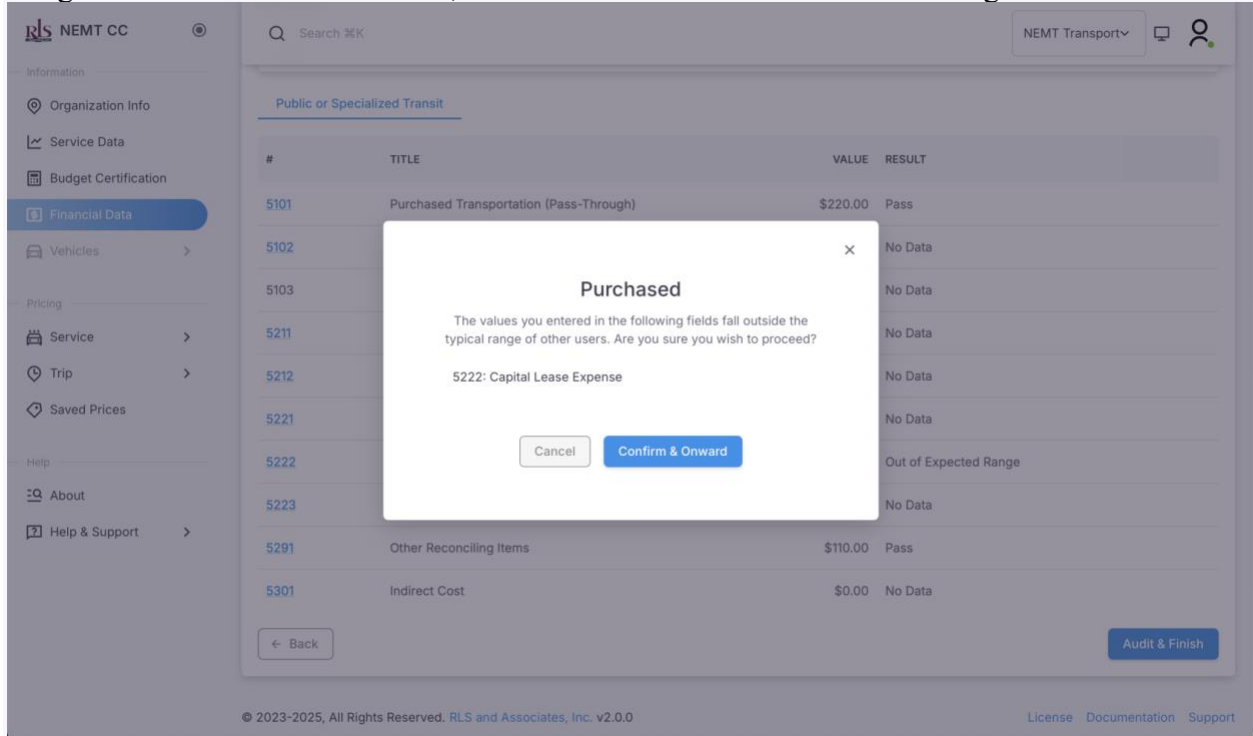 RLS NEMT CC
Search ⌘K
NEMT Transport
Information
Organization Info
Service Data
Budget Certification
Financial Data
Vehicles
Pricing
Service
Trip
Saved Prices
Help
About
Help & Support
Public or Specialized Transit
# TITLE VALUE RESULT
5101 Purchased Transportation (Pass-Through) $220.00 Pass
5102 No Data
5103 No Data
5211 No Data
5212 No Data
5221 No Data
5222 Out of Expected Range
5223 No Data
5291 Other Reconciling Items $110.00 Pass
5301 Indirect Cost $0.00 No Data
Purchased
The values you entered in the following fields fall outside the
typical range of other users. Are you sure you wish to proceed?
5222: Capital Lease Expense
Cancel Confirm & Onward
← Back Audit & Finish
© 2023-2025, All Rights Reserved. RLS and Associates, Inc. v2.0.0 License Documentation Support